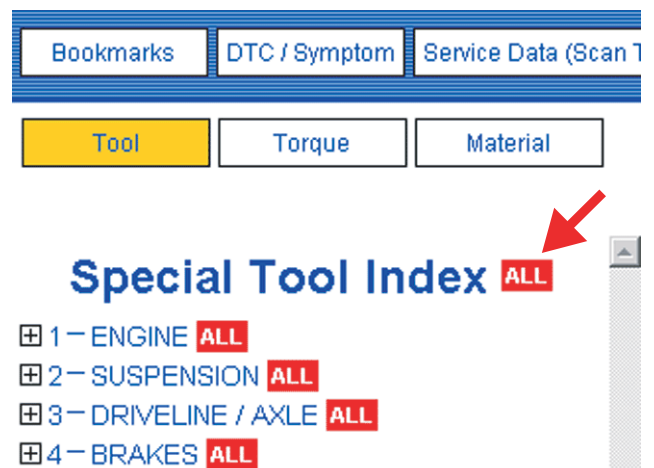 Bookmarks DTC / Symptom Service Data (Scan
Tool Torque Material
Special Tool Index ALL
1 – ENGINE ALL
2 – SUSPENSION ALL
3 – DRIVELINE / AXLE ALL
4 – BRAKES ALL